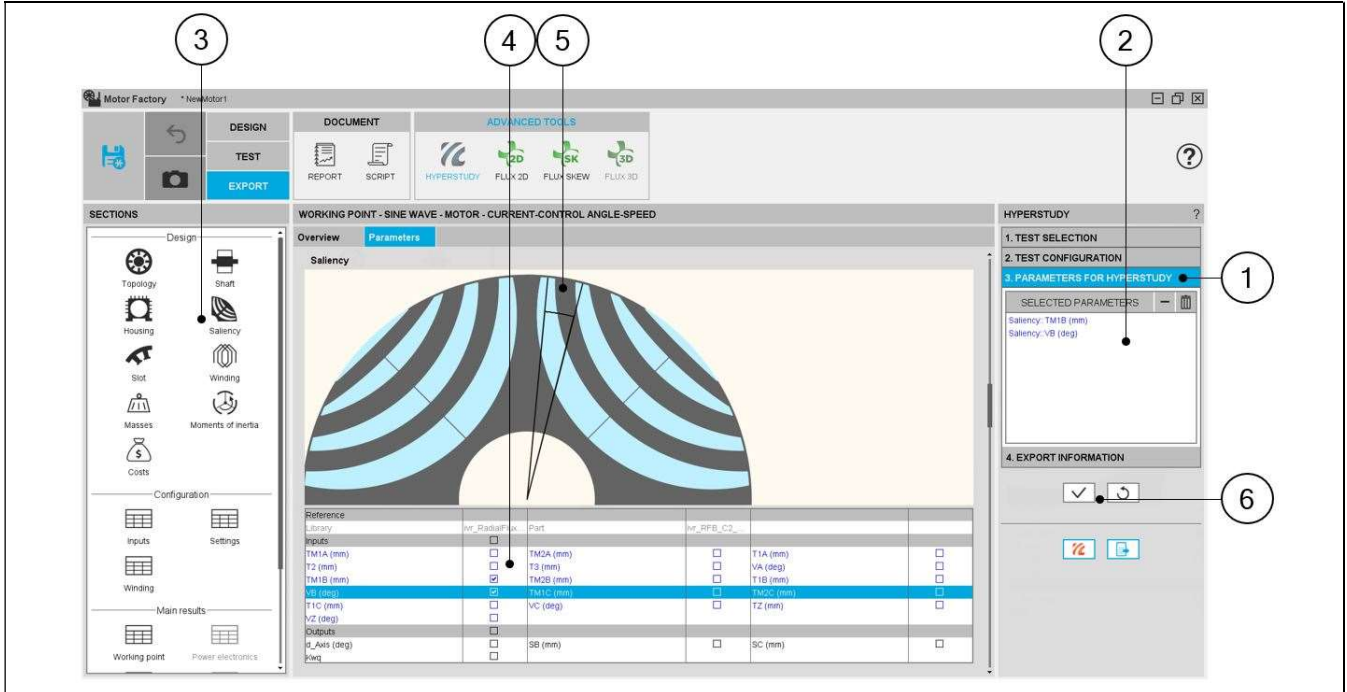 3
4
5
2
Motor Factory * NewMotor1
DESIGN
TEST
EXPORT
DOCUMENT
REPORT SCRIPT
ADVANCED TOOLS
2D SK 3D
HYPERSTUDY FLUX 2D FLUX SKEW FLUX 3D
?
SECTIONS
Design
Topology Shaft
Housing Saliency
Slot Winding
Masses Moments of inertia
$
Costs
Configuration
Inputs Settings
Winding
Main results
Working point Power electronics
WORKING POINT - SINE WAVE - MOTOR - CURRENT-CONTROL ANGLE-SPEED
Overview Parameters
Saliency
Reference
Library ivr_RadialFlux... Part ivr_RFB_C2_...
Inputs
TM1A (mm) TM2A (mm) T1A (mm)
T2 (mm) T3 (mm) VA (deg)
TM1B (mm) TM2B (mm) T1B (mm)
VB (deg) TM1C (mm) TM2C (mm)
T1C (mm) VC (deg) TZ (mm)
VZ (deg)
Outputs
d_Axis (deg) SB (mm) SC (mm)
Kwq
HYPERSTUDY ?
1. TEST SELECTION
2. TEST CONFIGURATION
3. PARAMETERS FOR HYPERSTUDY
SELECTED PARAMETERS
Saliency::TM1B (mm)
Saliency::VB (deg)
4. EXPORT INFORMATION
1
6